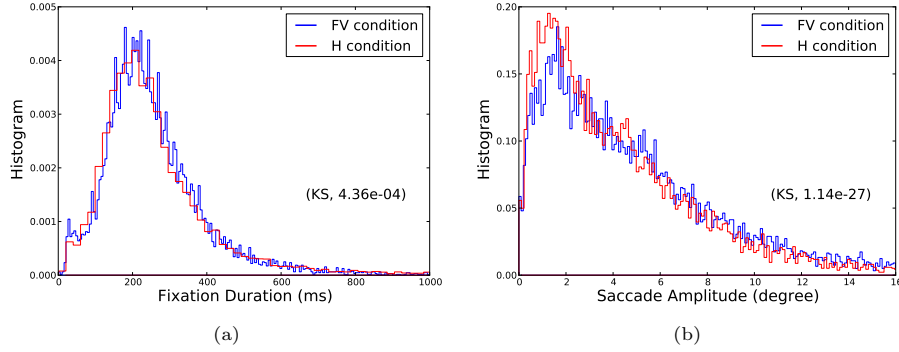 0.005
0.004
0.003
0.002
0.001
0.000
Histogram
FV condition
H condition
(KS, 4.36e-04)
0 200 400 600 800 1000
Fixation Duration (ms)
(a)
0.20
0.15
0.10
0.05
0.00
Histogram
FV condition
H condition
(KS, 1.14e-27)
0 2 4 6 8 10 12 14 16
Saccade Amplitude (degree)
(b)